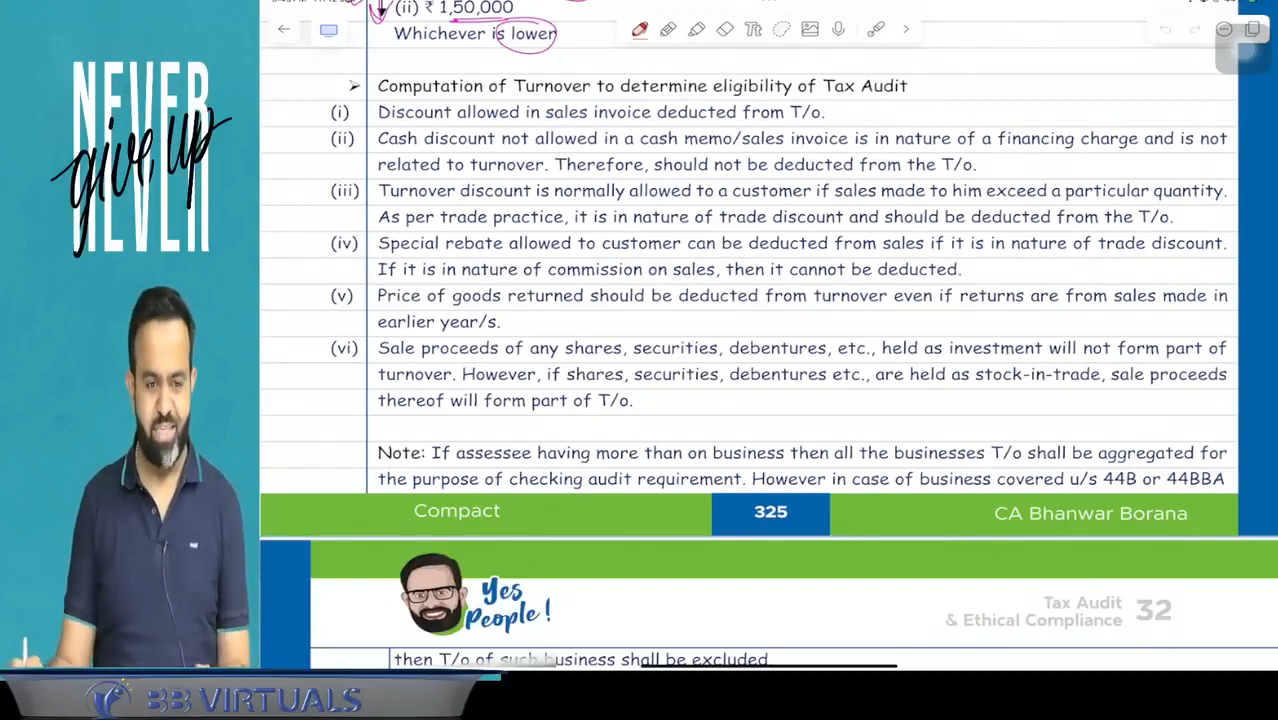 (ii) ₹ 1,50,000
Whichever is lower
NEVER
give up
NEVER
➢ Computation of Turnover to determine eligibility of Tax Audit
(i) Discount allowed in sales invoice deducted from T/o.
(ii) Cash discount not allowed in a cash memo/sales invoice is in nature of a financing charge and is not
related to turnover. Therefore, should not be deducted from the T/o.
(iii) Turnover discount is normally allowed to a customer if sales made to him exceed a particular quantity.
As per trade practice, it is in nature of trade discount and should be deducted from the T/o.
(iv) Special rebate allowed to customer can be deducted from sales if it is in nature of trade discount.
If it is in nature of commission on sales, then it cannot be deducted.
(v) Price of goods returned should be deducted from turnover even if returns are from sales made in
earlier year/s.
(vi) Sale proceeds of any shares, securities, debentures, etc., held as investment will not form part of
turnover. However, if shares, securities, debentures etc., are held as stock-in-trade, sale proceeds
thereof will form part of T/o.
Note: If assessee having more than on business then all the businesses T/o shall be aggregated for
the purpose of checking audit requirement. However in case of business covered u/s 44B or 44BBA
Compact 325 CA Bhanwar Borana
Yes
People !
Tax Audit
& Ethical Compliance 32
then T/o of such business shall be excluded
BB VIRTUALS